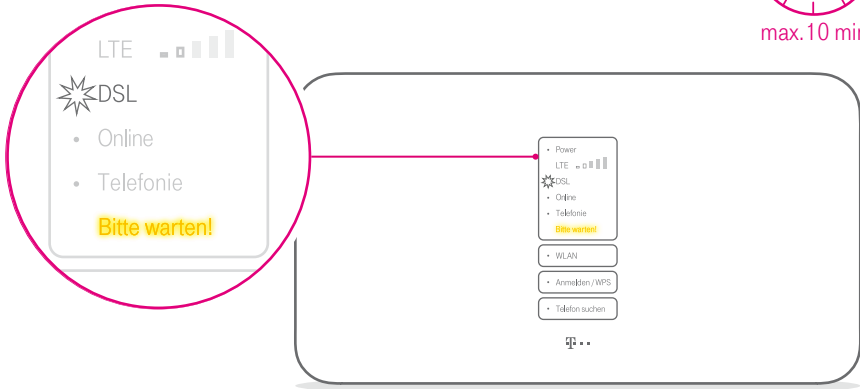 max.10 min
LTE
DSL
Online
Telefonie
Bitte warten!
Power
LTE
DSL
Online
Telefonie
Bitte warten!
WLAN
Anmelden / WPS
Telefon suchen
T